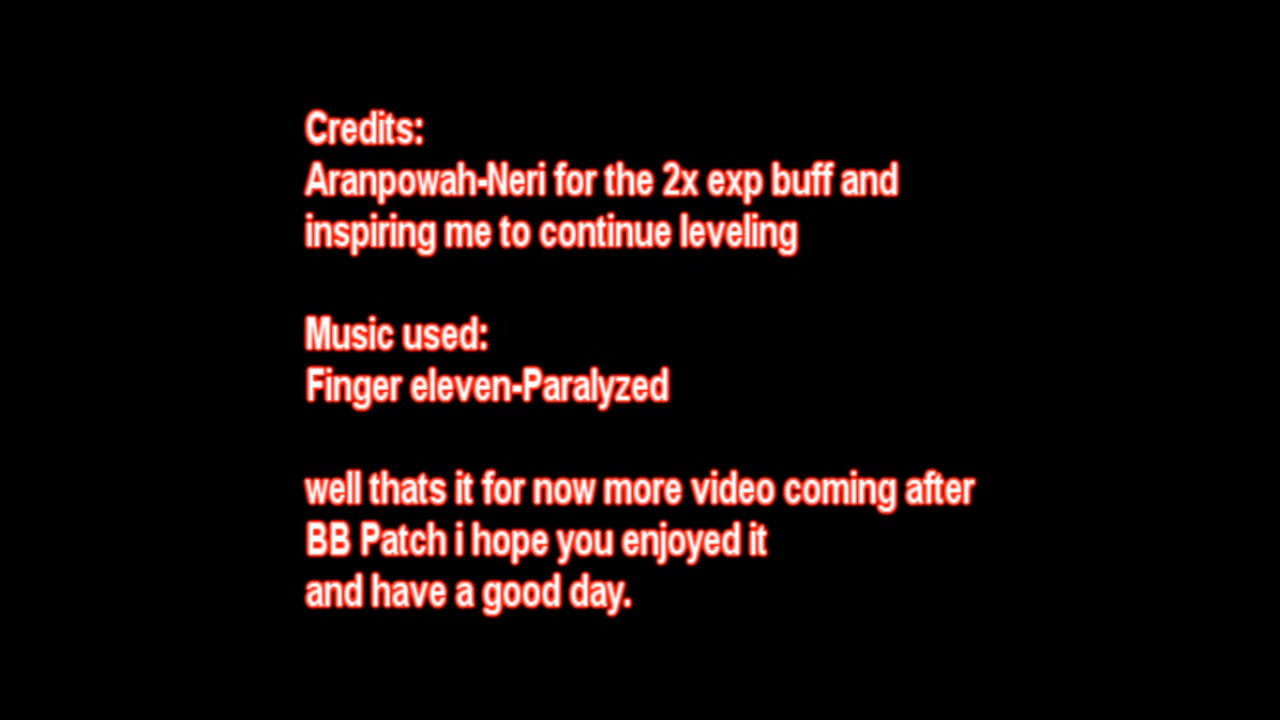 Credits:
Aranpowah-Neri for the 2x exp buff and
inspiring me to continue leveling
Music used:
Finger eleven-Paralyzed
well thats it for now more video coming after
BB Patch i hope you enjoyed it
and have a good day.